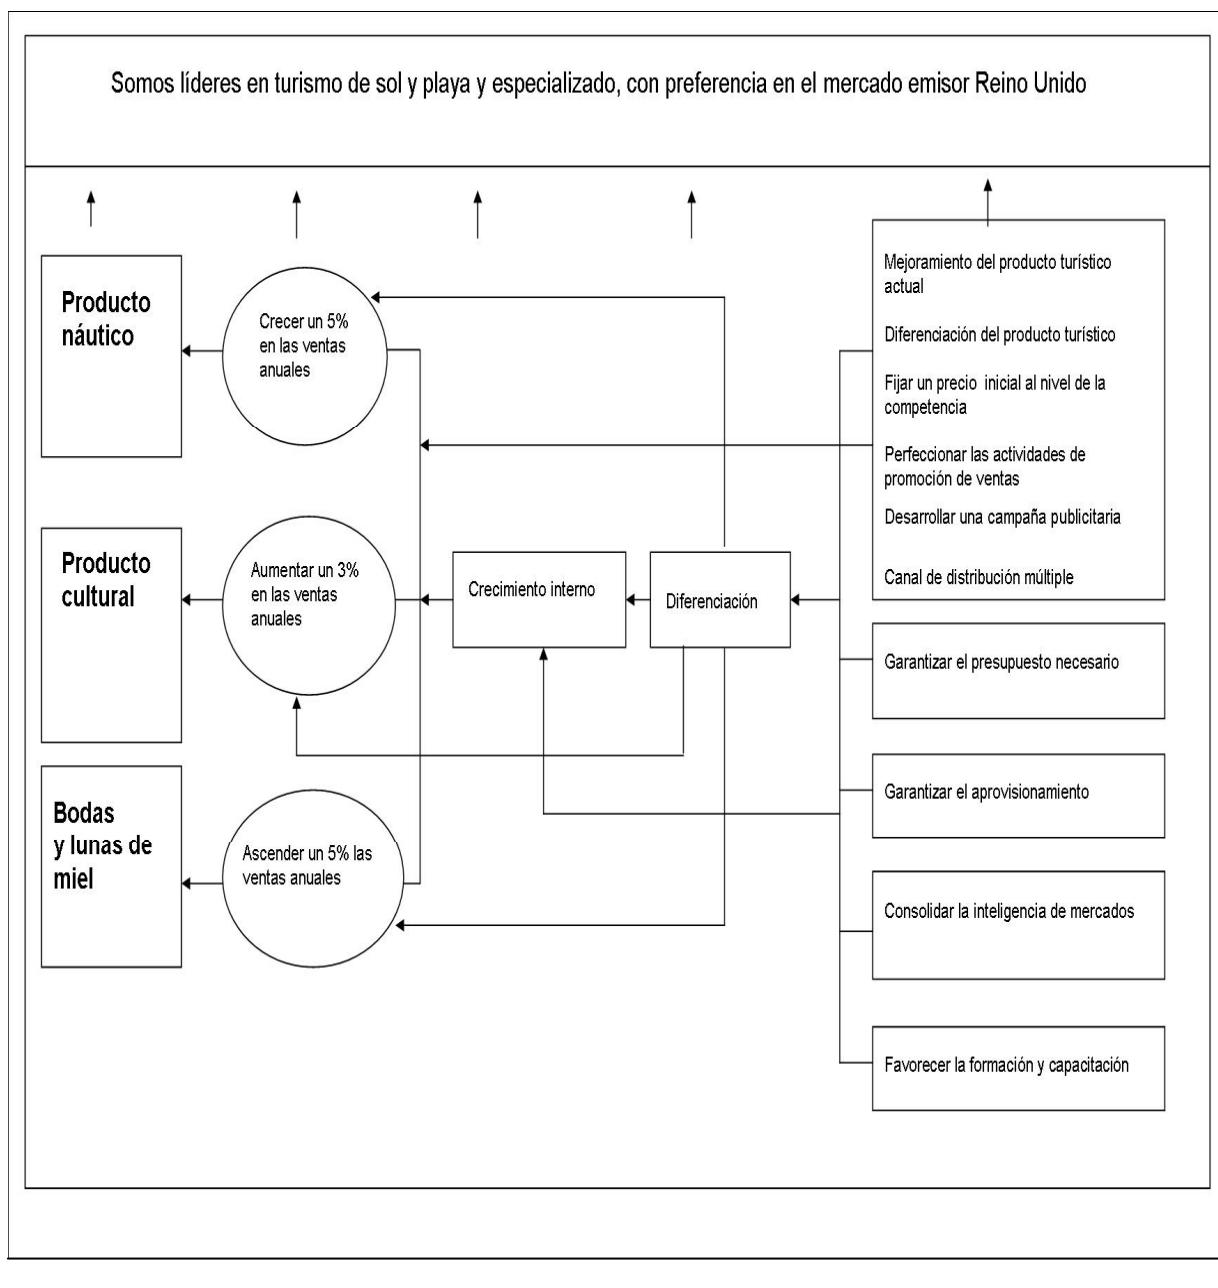 Somos líderes en turismo de sol y playa y especializado, con preferencia en el mercado emisor Reino Unido
Producto
náutico
Crecer un 5%
en las ventas
anuales
Mejoramiento del producto turístico
actual
Diferenciación del producto turístico
Fijar un precio inicial al nivel de la
competencia
Perfeccionar las actividades de
promoción de ventas
Desarrollar una campaña publicitaria
Canal de distribución múltiple
Producto
cultural
Aumentar un 3%
en las ventas
anuales
Crecimiento interno
Diferenciación
Garantizar el presupuesto necesario
Bodas
y lunas de
miel
Ascender un 5% las
ventas anuales
Garantizar el aprovisionamiento
Consolidar la inteligencia de mercados
Favorecer la formación y capacitación